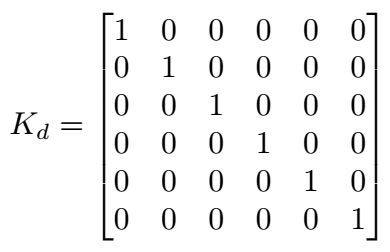 K_d = [1 0 0 0 0 0
0 1 0 0 0 0
0 0 1 0 0 0
0 0 0 1 0 0
0 0 0 0 1 0
0 0 0 0 0 1]